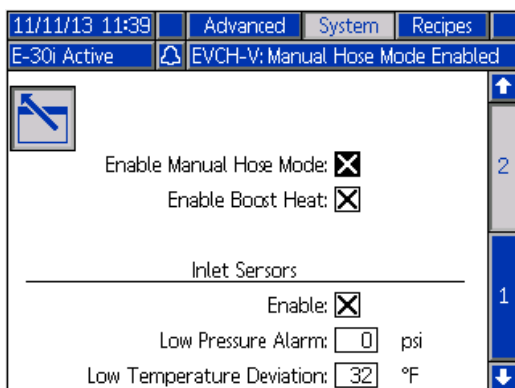 11/11/13 11:39 Advanced System Recipes
E-30i Active EVCH-V: Manual Hose Mode Enabled
Enable Manual Hose Mode:
2
Enable Boost Heat:
Inlet Sensors
Enable:
1
Low Pressure Alarm: 0 psi
Low Temperature Deviation: 32 °F